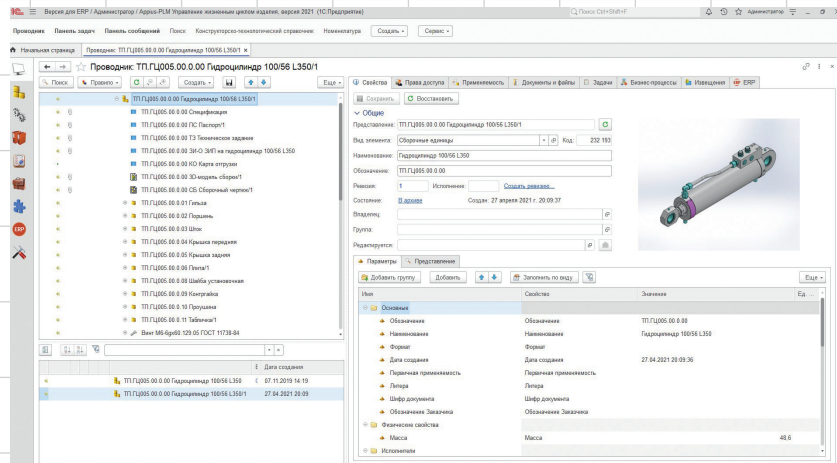 Версия для ERP / Администратор / Appius-PLM Управление жизненным циклом изделия, версия 2021 (1С:Предприятие)
Поиск Ctrl+Shift+F
Администратор
Проводник Панель задач Панель сообщений Поиск Конструкторско-технологический справочник Номенклатура Создать Сервис
Начальная страница Проводник: ТП.ГЦ005.00.0.00 Гидроцилиндр 100/56 L350/1 ×
Проводник: ТП.ГЦ005.00.0.00 Гидроцилиндр 100/56 L350/1
Поиск Правило Создать Еще
ТП.ГЦ005.00.0.00 Гидроцилиндр 100/56 L350/1
ТП.ГЦ005.00.0.00 Спецификация
ТП.ГЦ005.00.0.00 ПС Паспорт/1
ТП.ГЦ005.00.0.00 ТЗ Техническое задание
ТП.ГЦ005.00.0.00 ЗИ-О ЗИП на гидроцилиндр 100/56 L350
ТП.ГЦ005.00.0.00 КО Карта отгрузки
ТП.ГЦ005.00.0.00 3D-модель сборки/1
ТП.ГЦ005.00.0.00 СБ Сборочный чертеж/1
ТП.ГЦ005.00.0.01 Гильза
ТП.ГЦ005.00.0.02 Поршень
ТП.ГЦ005.00.0.03 Шток
ТП.ГЦ005.00.0.04 Крышка передняя
ТП.ГЦ005.00.0.05 Крышка задняя
ТП.ГЦ005.00.0.06 Плита/1
ТП.ГЦ005.00.0.08 Шайба установочная
ТП.ГЦ005.00.0.09 Контргайка
ТП.ГЦ005.00.0.10 Проушина
ТП.ГЦ005.00.0.11 Табличка/1
Винт М6-6gx60.129.05 ГОСТ 11738-84
Дата создания
ТП.ГЦ005.00.0.00 Гидроцилиндр 100/56 L350 07.11.2019 14:19
ТП.ГЦ005.00.0.00 Гидроцилиндр 100/56 L350/1 27.04.2021 20:09
Свойства Права доступа Применяемость Документы и файлы Задачи Бизнес-процессы Извещения ERP
Сохранить Восстановить
Общие
Представление: ТП.ГЦ005.00.0.00 Гидроцилиндр 100/56 L350/1
Вид элемента: Сборочные единицы Код: 232 193
Наименование: Гидроцилиндр 100/56 L350
Обозначение: ТП.ГЦ005.00.0.00
Ревизия: 1 Исполнение: Создать ревизию...
Состояние: В архиве Создан: 27 апреля 2021 г. 20:09:37
Владелец:
Группа:
Редактируется:
Параметры Представление
Добавить группу Добавить Заполнить по виду Еще
Имя Свойство Значение Ед....
Основные
Обозначение Обозначение ТП.ГЦ005.00.0.00
Наименование Наименование Гидроцилиндр 100/56 L350
Формат Формат
Дата создания Дата создания 27.04.2021 20:09:36
Первичная применяемость Первичная применяемость
Литера Литера
Шифр документа Шифр документа
Обозначение Заказчика Обозначение Заказчика
Физические свойства
Масса Масса 48,6
Исполнители
ERP